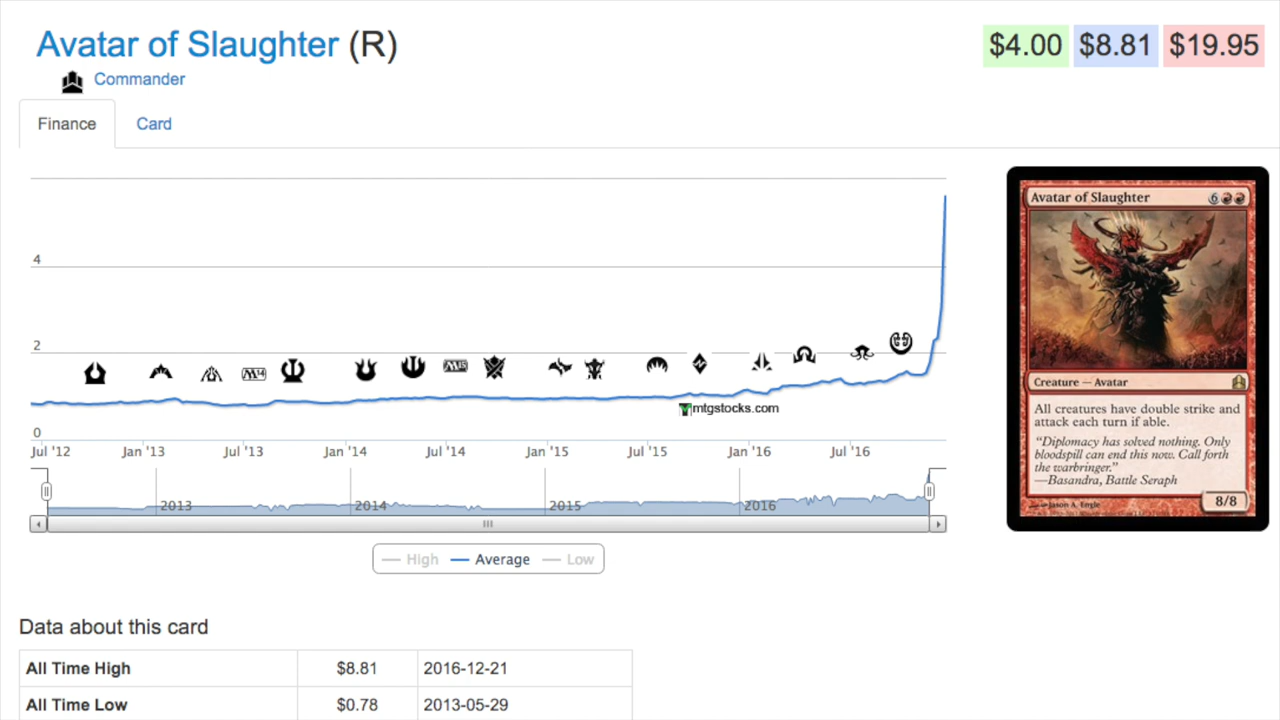 Avatar of Slaughter (R)
$4.00 $8.81 $19.95
Commander
Finance Card
4
2
0
M14
M15
mtgstocks.com
Jul '12 Jan '13 Jul '13 Jan '14 Jul '14 Jan '15 Jul '15 Jan '16 Jul '16
2013 2014 2015 2016
High Average Low
Avatar of Slaughter 6
Creature — Avatar
All creatures have double strike and
attack each turn if able.
“Diplomacy has solved nothing. Only
bloodspill can end this now. Call forth
the warbringer.”
—Basandra, Battle Seraph
8/8
Jason A. Engle
Data about this card
All Time High $8.81 2016-12-21
All Time Low $0.78 2013-05-29